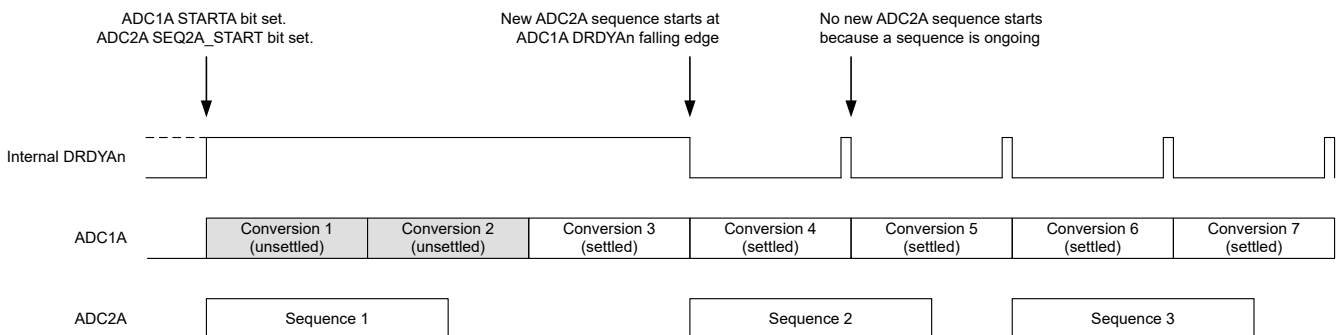 ADC1A STARTA bit set.
ADC2A SEQ2A_START bit set.
New ADC2A sequence starts at
ADC1A DRDYAn falling edge
No new ADC2A sequence starts
because a sequence is ongoing
Internal DRDYAn
ADC1A
Conversion 1
(unsettled)
Conversion 2
(unsettled)
Conversion 3
(settled)
Conversion 4
(settled)
Conversion 5
(settled)
Conversion 6
(settled)
Conversion 7
(settled)
ADC2A
Sequence 1
Sequence 2
Sequence 3